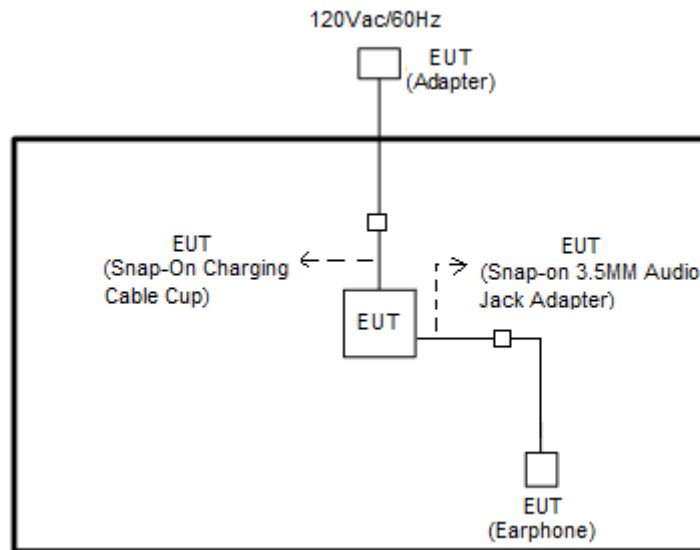 120Vac/60Hz
EUT
(Adapter)
EUT
(Snap-On Charging
Cable Cup)
EUT
(Snap-on 3.5MM Audio
Jack Adapter)
EUT
EUT
(Earphone)